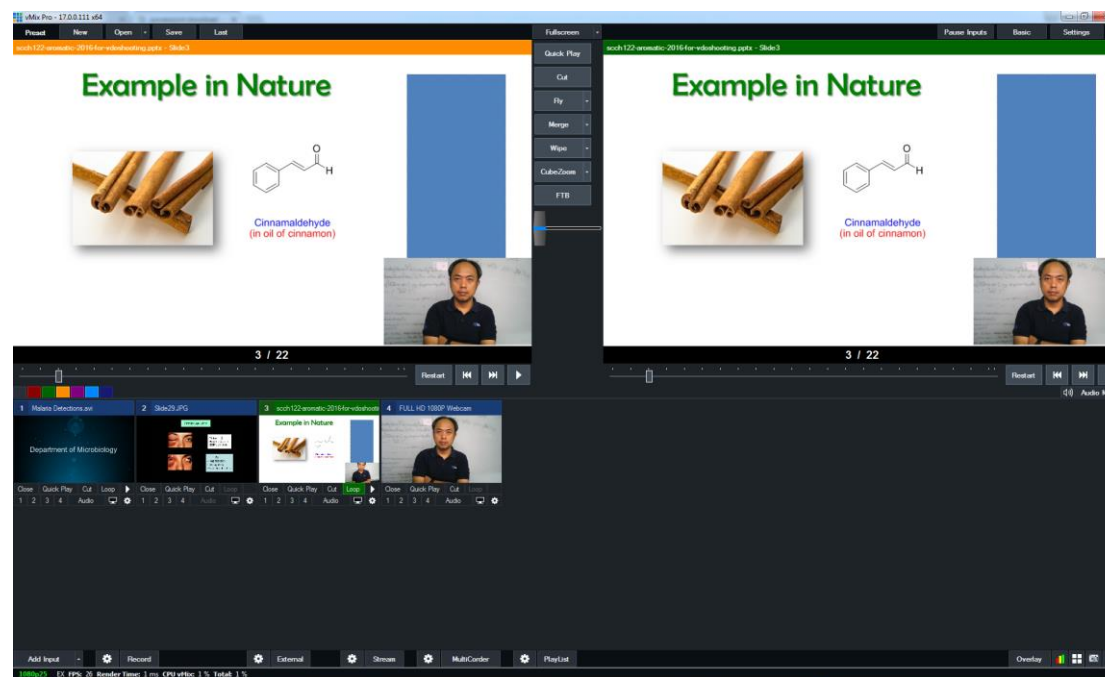 vMix Pro - 17.0.0.111 x64
Preset New Open Save Last Fullscreen Pause Inputs Basic Settings
scch122-aromatic-2016-for-vdoshooting.pptx - Slide3
Example in Nature
O
H
Cinnamaldehyde
(in oil of cinnamon)
3 / 22
Restart
Quick Play
Cut
Fly
Merge
Wipe
CubeZoom
FTB
scch122-aromatic-2016-for-vdoshooting.pptx - Slide3
Example in Nature
O
H
Cinnamaldehyde
(in oil of cinnamon)
3 / 22
Restart
Audio
1 Malaria Detections.avi
Department of Microbiology
Close Quick Play Cut Loop
1 2 3 4 Audio
2 Slide29.JPG
Close Quick Play Cut Loop
1 2 3 4 Audio
3 scch122-aromatic-2016-for-vdoshooti
Example in Nature
Close Quick Play Cut Loop
1 2 3 4 Audio
4 FULL HD 1080P Webcam
Close Quick Play Cut Loop
1 2 3 4 Audio
Add Input Record External Stream MultiCorder PlayList Overlay
1080p25 EX FPS: 26 Render Time: 1 ms CPU vMix: 1 % Total: 1 %